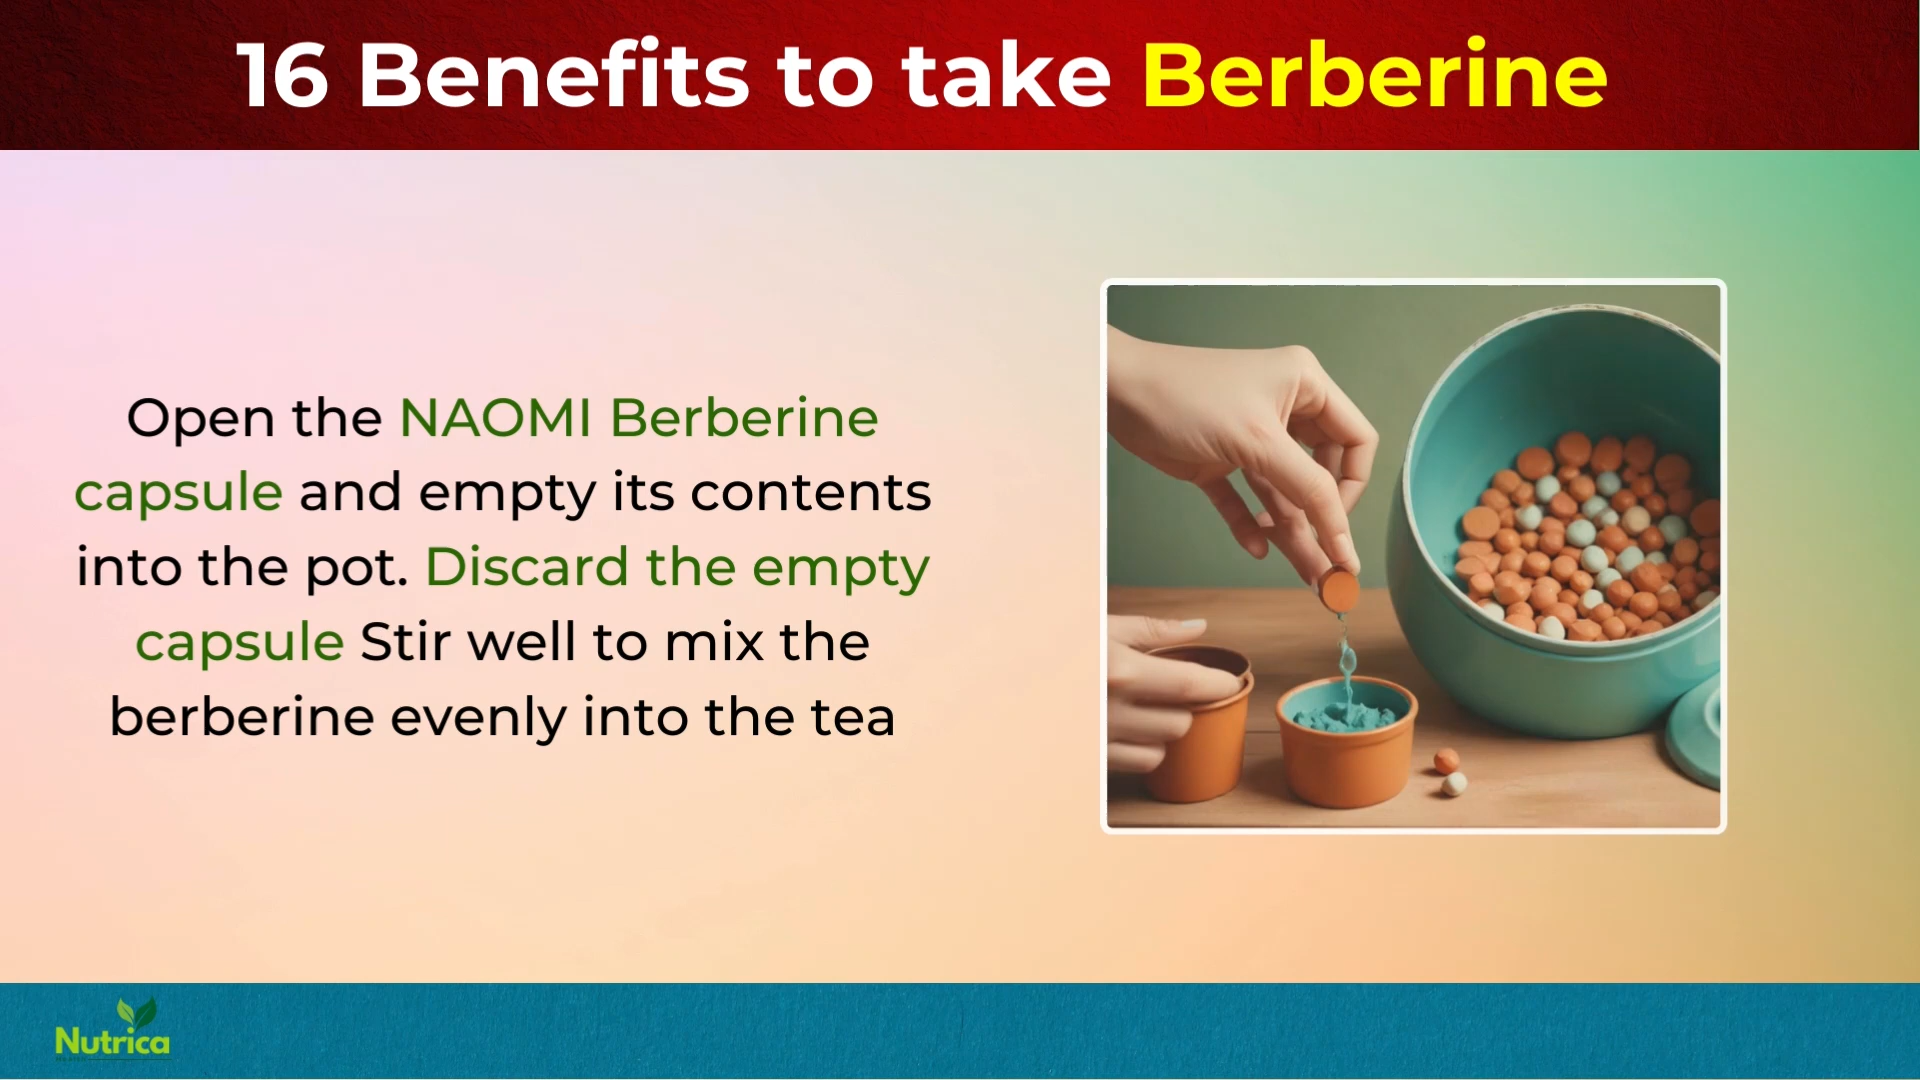 16 Benefits to take Berberine
Open the NAOMI Berberine
capsule and empty its contents
into the pot. Discard the empty
capsule Stir well to mix the
berberine evenly into the tea
Nutrica